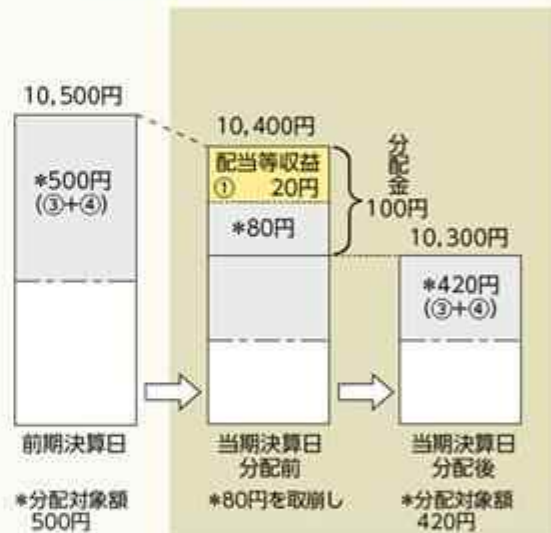 10,500円
*500円
(③+④)
前期決算日
*分配対象額
500円
10,400円
配当等収益
① 20円
*80円
分配金
100円
当期決算日
分配前
*80円を取崩し
10,300円
*420円
(③+④)
当期決算日
分配後
*分配対象額
420円